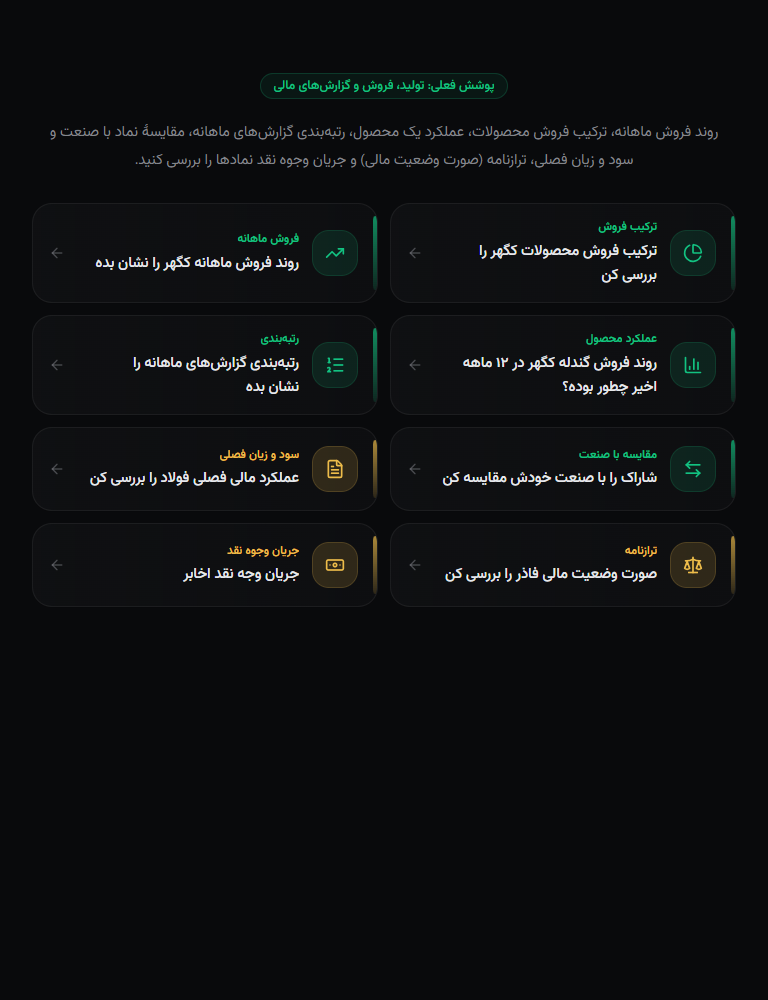 پوشش فعلی: تولید، فروش و گزارش‌های مالی
روند فروش ماهانه، ترکیب فروش محصولات، عملکرد یک محصول، رتبه‌بندی گزارش‌های ماهانه، مقایسهٔ نماد با صنعت و
سود و زیان فصلی، ترازنامه (صورت وضعیت مالی) و جریان وجوه نقد نمادها را بررسی کنید.
ترکیب فروش
ترکیب فروش محصولات کگهر را
بررسی کن
فروش ماهانه
روند فروش ماهانه کگهر را نشان بده
عملکرد محصول
روند فروش گندله کگهر در ۱۲ ماهه
اخیر چطور بوده؟
رتبه‌بندی
رتبه‌بندی گزارش‌های ماهانه را
نشان بده
مقایسه با صنعت
شاراک را با صنعت خودش مقایسه کن
سود و زیان فصلی
عملکرد مالی فصلی فولاد را بررسی کن
ترازنامه
صورت وضعیت مالی فاذر را بررسی کن
جریان وجوه نقد
جریان وجه نقد اخابر